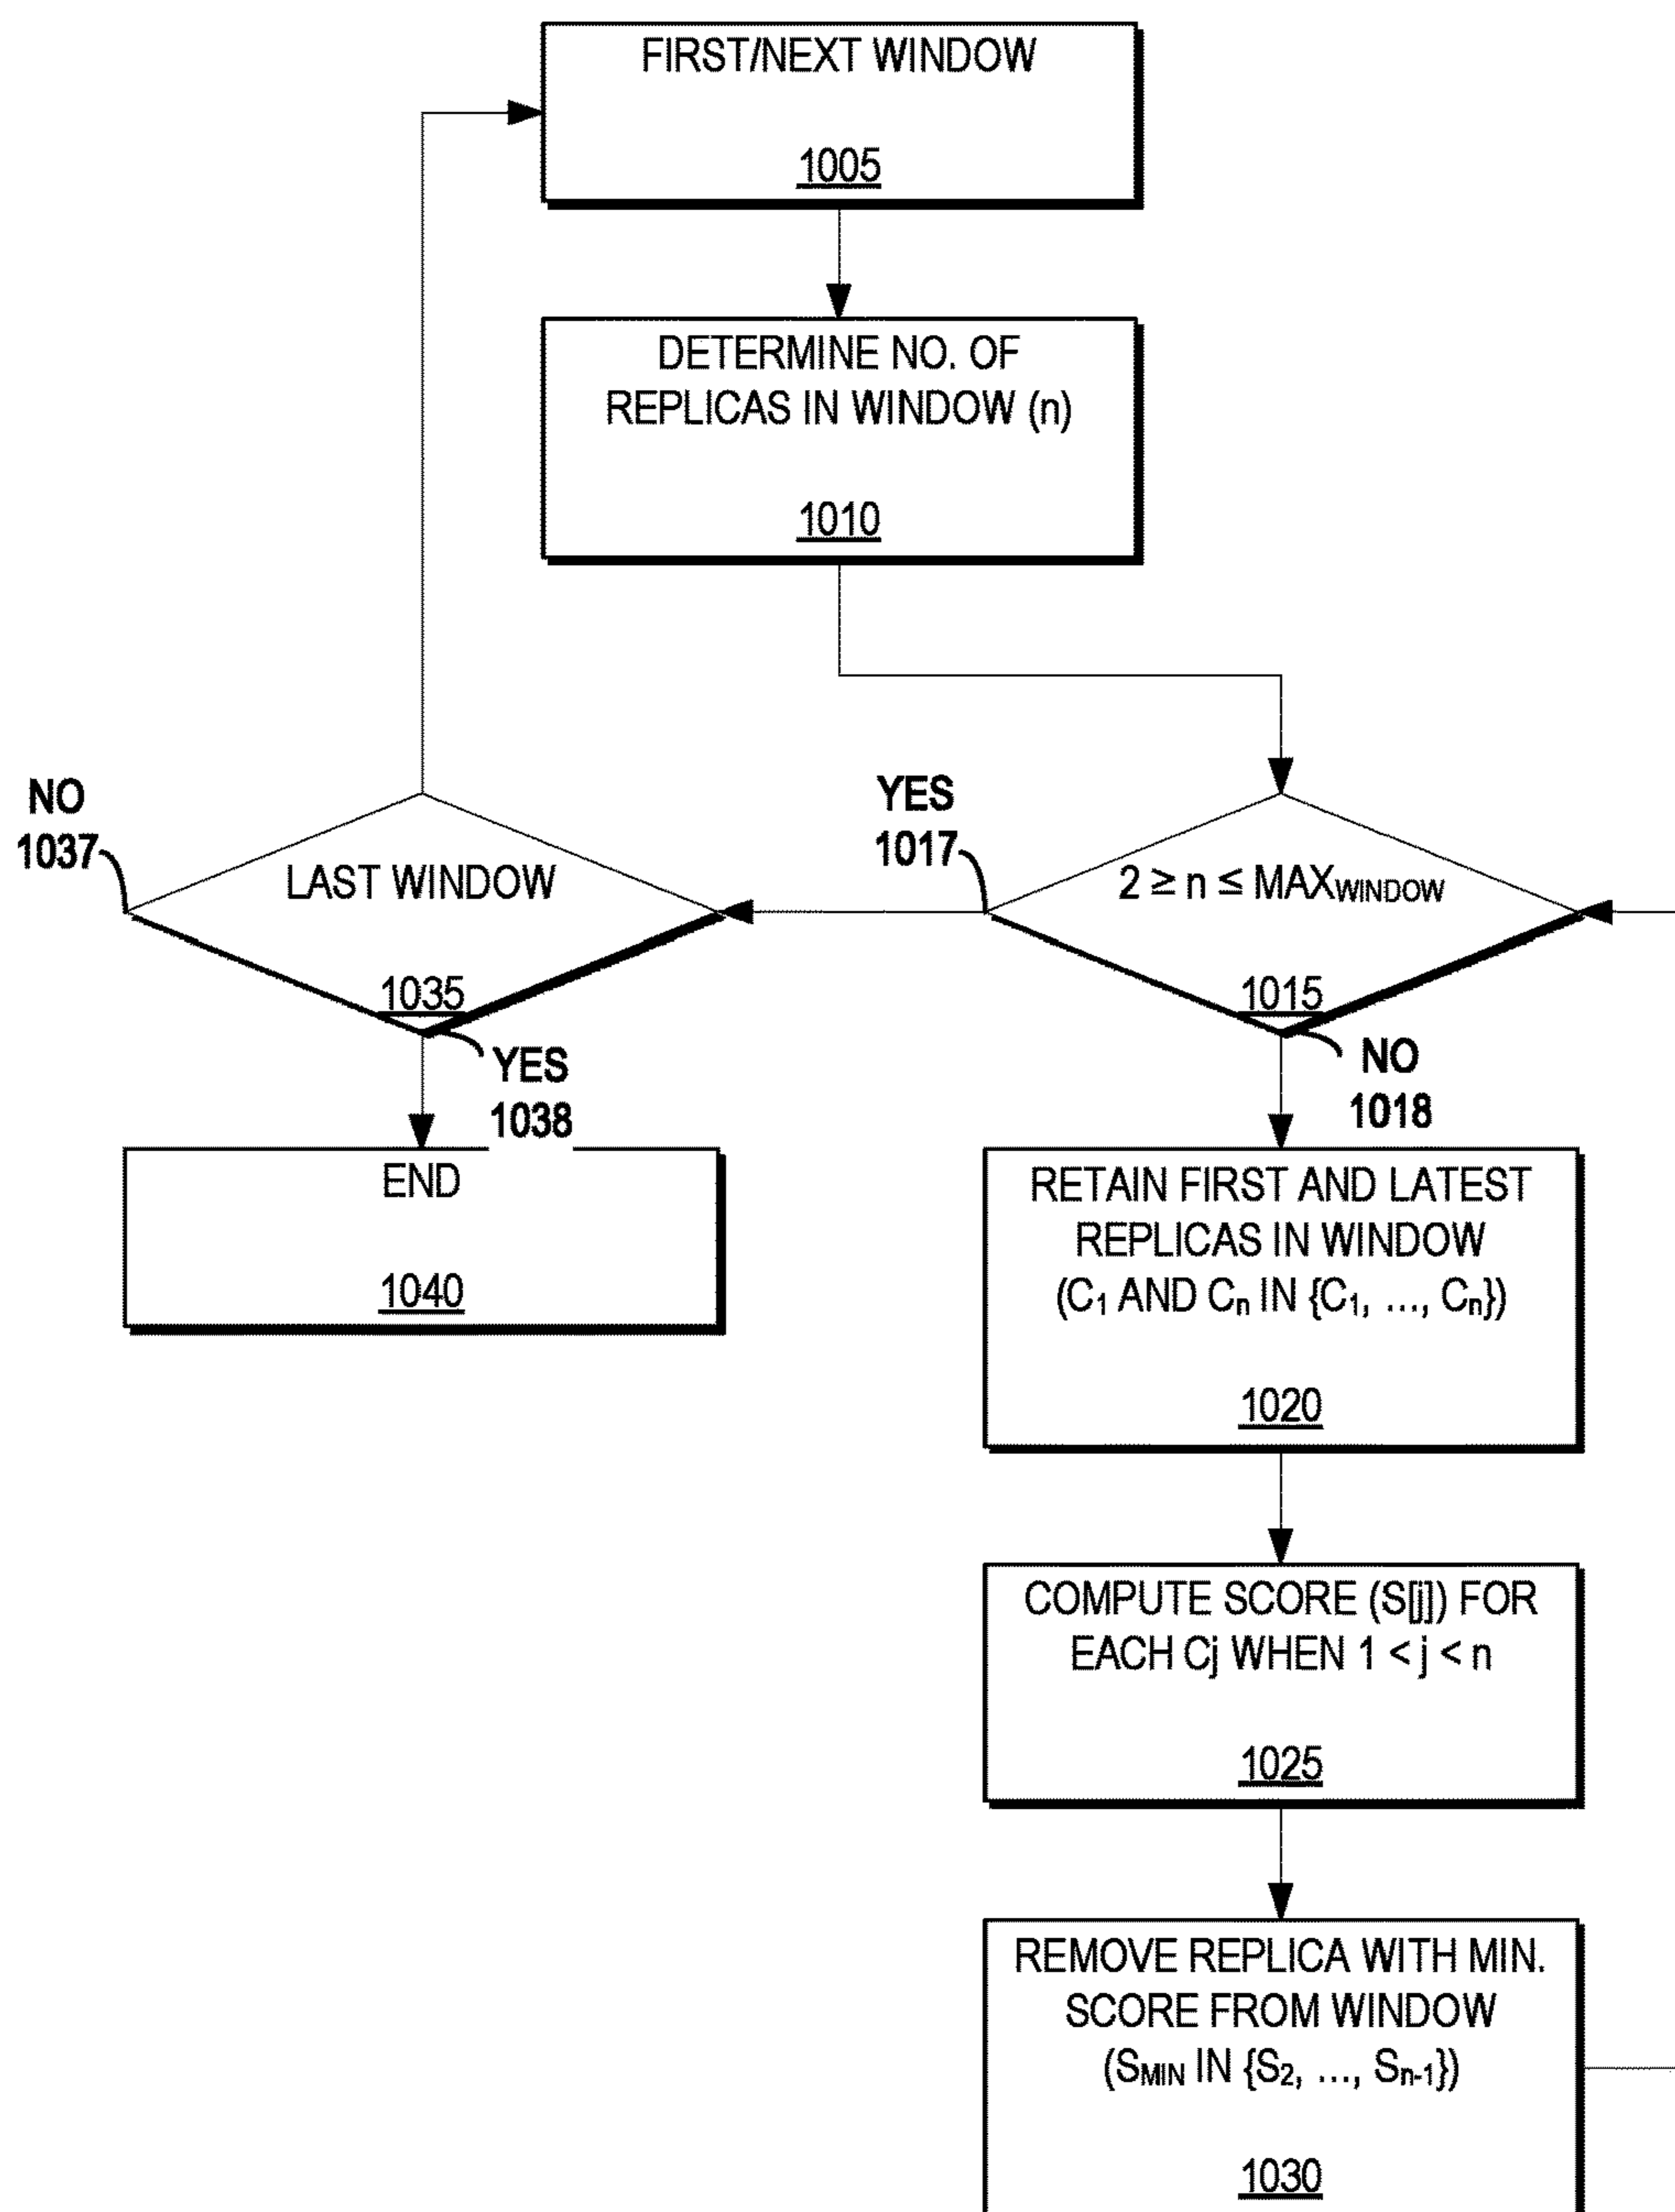 FIRST/NEXT WINDOW
1005
DETERMINE NO. OF
REPLICAS IN WINDOW (n)
1010
NO
1037
LAST WINDOW
1035
YES
1038
YES
1017
2 ≥ n ≤ MAXWINDOW
1015
NO
1018
END
1040
RETAIN FIRST AND LATEST
REPLICAS IN WINDOW
(C1 AND Cn IN {C1, ..., Cn})
1020
COMPUTE SCORE (S[j]) FOR
EACH Cj WHEN 1 < j < n
1025
REMOVE REPLICA WITH MIN.
SCORE FROM WINDOW
(SMIN IN {S2, ..., Sn-1})
1030